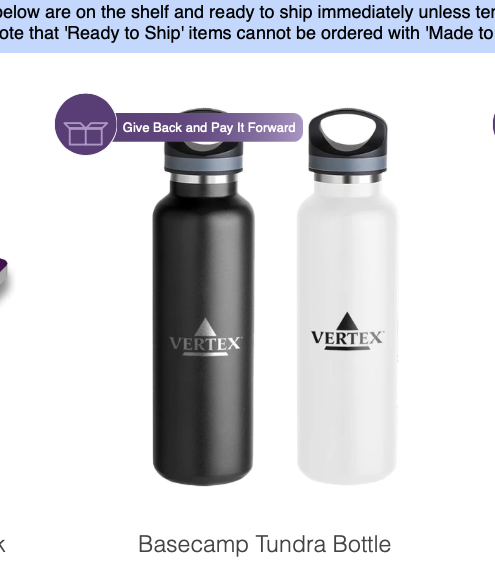 below are on the shelf and ready to ship immediately unless
ote that 'Ready to Ship' items cannot be ordered with 'Made to
Give Back and Pay It Forward
VERTEX
VERTEX
Basecamp Tundra Bottle